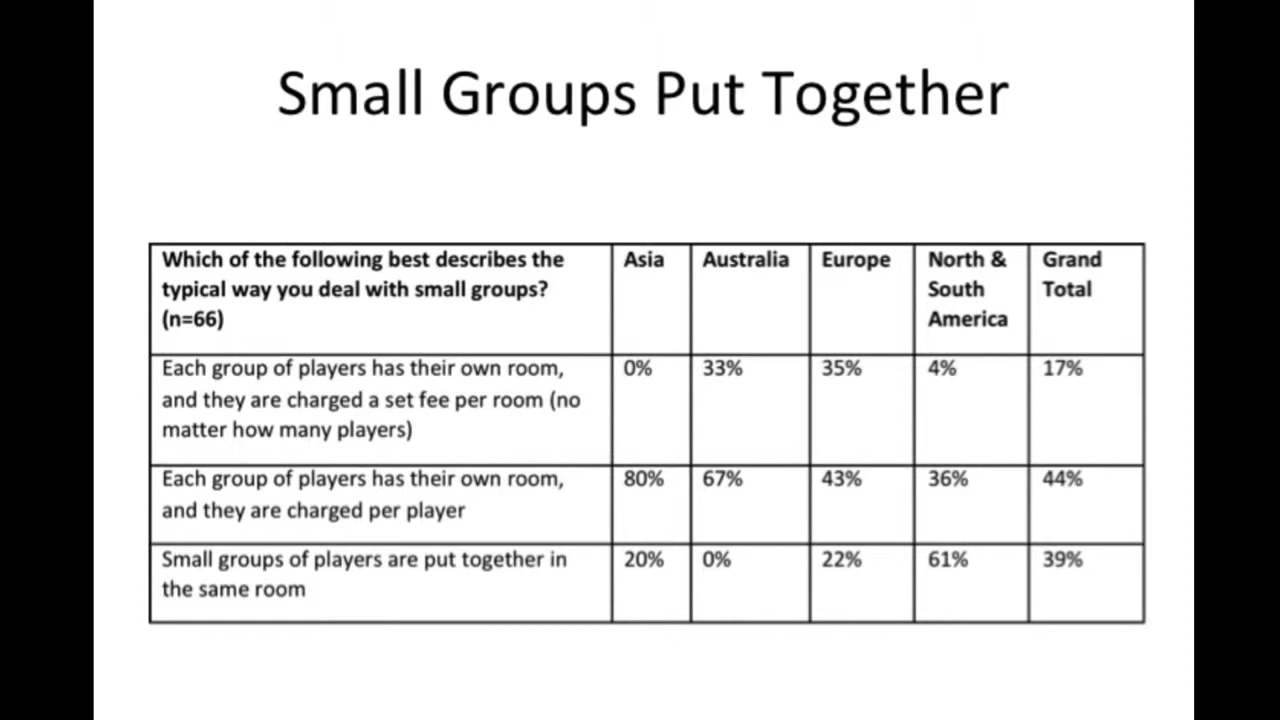 Small Groups Put Together
Which of the following best describes the typical way you deal with small groups? (n=66) Asia Australia Europe North & South America Grand Total
Each group of players has their own room, and they are charged a set fee per room (no matter how many players) 0% 33% 35% 4% 17%
Each group of players has their own room, and they are charged per player 80% 67% 43% 36% 44%
Small groups of players are put together in the same room 20% 0% 22% 61% 39%